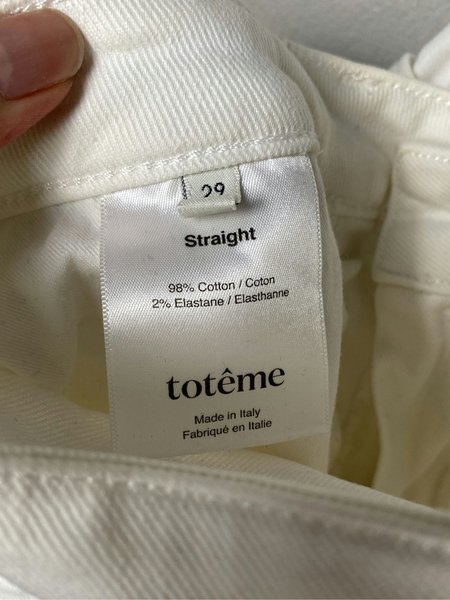 29
Straight
98% Cotton / Coton
2% Elastane / Elasthanne
totême
Made in Italy
Fabriqué en Italie